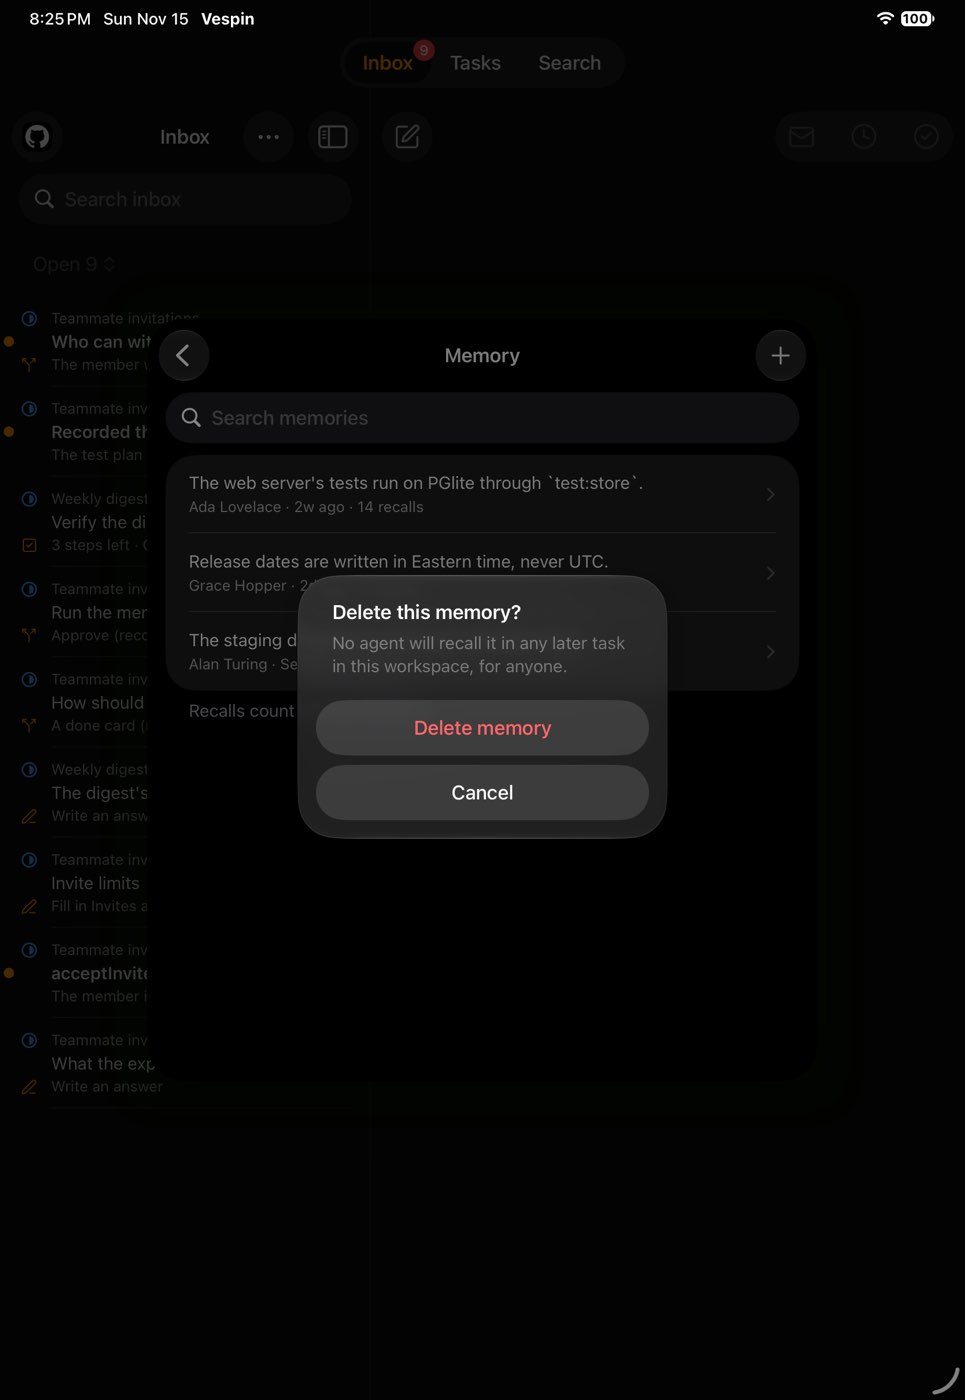 8:25 PM Sun Nov 15 Vespin
100
Inbox 9 Tasks Search
Inbox
Search inbox
Open 9
Teammate invitations
Who can wit
The member
Teammate inv
Recorded th
The test plan
Weekly digest
Verify the di
3 steps left ·
Teammate inv
Run the mer
Approve (reco
Teammate inv
How should
A done card (
Weekly digest
The digest's
Write an answ
Teammate inv
Invite limits
Fill in Invites a
Teammate inv
acceptInvite
The member i
Teammate inv
What the exp
Write an answer
Memory
Search memories
The web server's tests run on PGlite through `test:store`.
Ada Lovelace · 2w ago · 14 recalls
Release dates are written in Eastern time, never UTC.
Grace Hopper · 2d
The staging d
Alan Turing · Se
Recalls count
Delete this memory?
No agent will recall it in any later task
in this workspace, for anyone.
Delete memory
Cancel